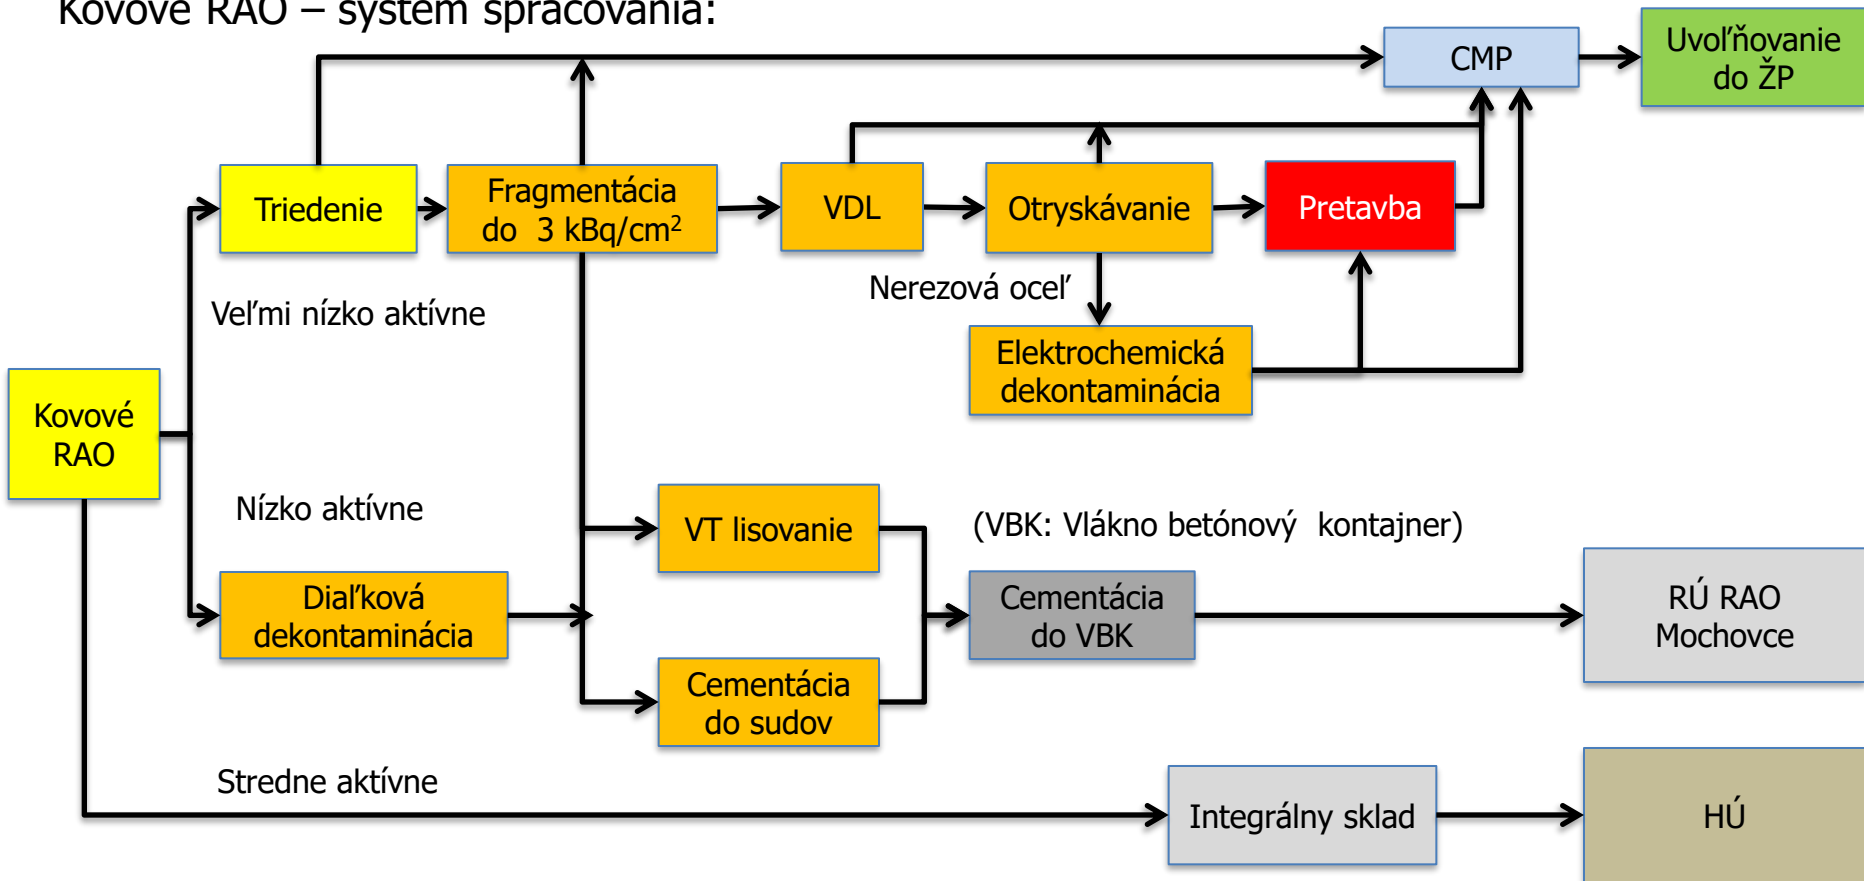 Kovové RAO – systém spracovania:
CMP
Uvoľňovanie
do ŽP
Triedenie
Fragmentácia
do  3 kBq/cm²
VDL
Otryskávanie
Pretavba
Nerezová oceľ
Veľmi nízko aktívne
Elektrochemická
dekontaminácia
Kovové
RAO
Nízko aktívne
VT lisovanie
(VBK: Vlákno betónový  kontajner)
Diaľková
dekontaminácia
Cementácia
do VBK
RÚ RAO
Mochovce
Cementácia
do sudov
Stredne aktívne
Integrálny sklad
HÚ